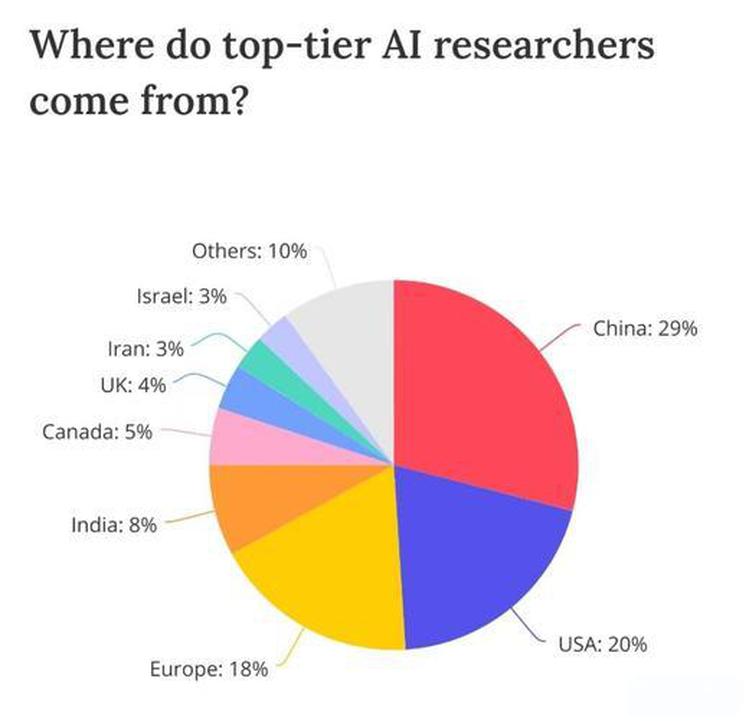 Where do top-tier AI researchers
come from?
Others: 10%
Israel: 3%
China: 29%
Iran: 3%
UK: 4%
Canada: 5%
India: 8%
USA: 20%
Europe: 18%